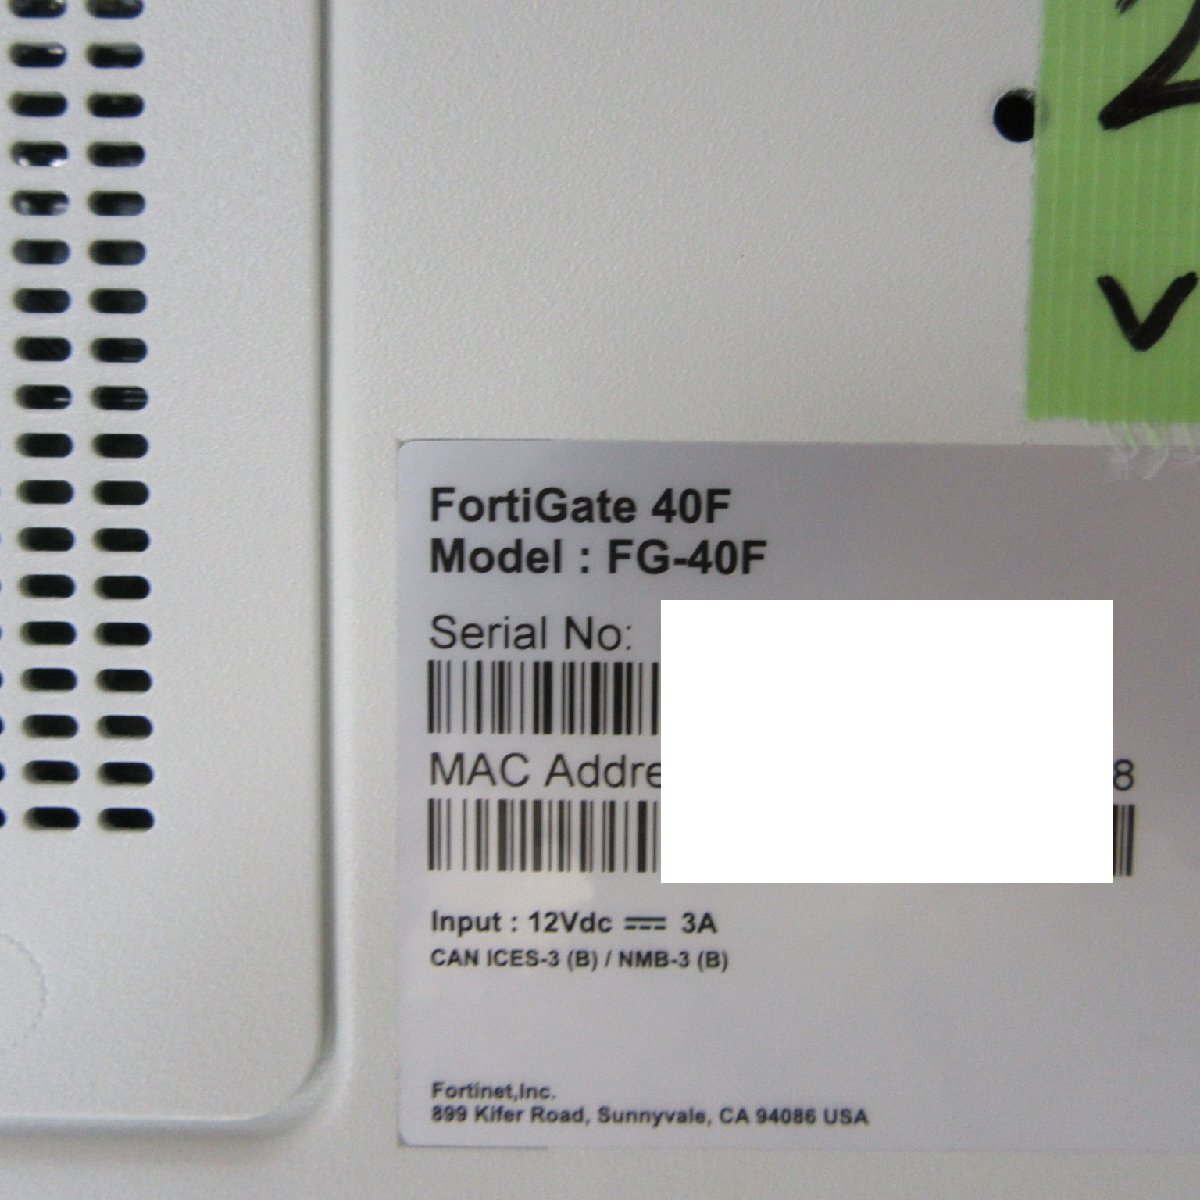 2
FortiGate 40F
Model : FG-40F
Serial No:
MAC Addre
8
Input : 12Vdc ⎓ 3A
CAN ICES-3 (B) / NMB-3 (B)
Fortinet,Inc.
899 Kifer Road, Sunnyvale, CA 94086 USA